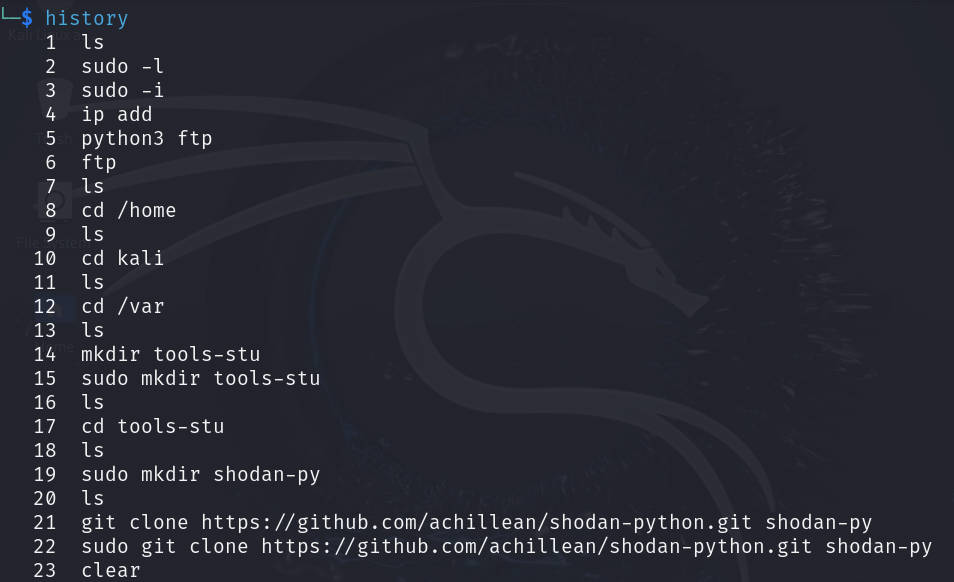 └─$ history
1 ls
2 sudo -l
3 sudo -i
4 ip add
5 python3 ftp
6 ftp
7 ls
8 cd /home
9 ls
10 cd kali
11 ls
12 cd /var
13 ls
14 mkdir tools-stu
15 sudo mkdir tools-stu
16 ls
17 cd tools-stu
18 ls
19 sudo mkdir shodan-py
20 ls
21 git clone https://github.com/achillean/shodan-python.git shodan-py
22 sudo git clone https://github.com/achillean/shodan-python.git shodan-py
23 clear